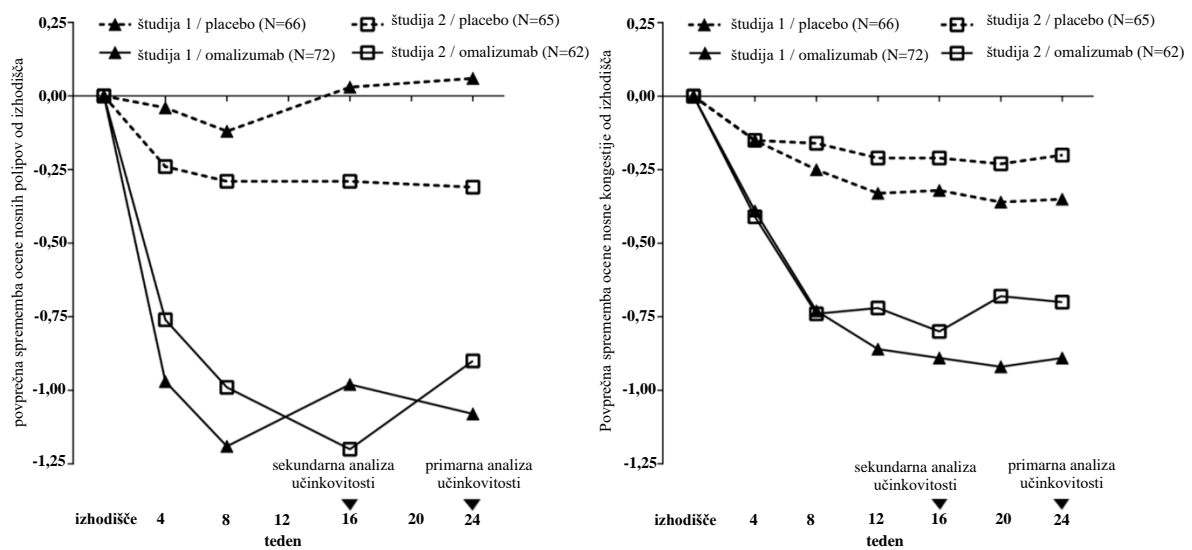 povprečna sprememba ocene nosnih polipov od izhodišča
študija 1 / placebo (N=66)
študija 2 / placebo (N=65)
študija 1 / omalizumab (N=72)
študija 2 / omalizumab (N=62)
0,25
0,00
-0,25
-0,50
-0,75
-1,00
-1,25
sekundarna analiza
učinkovitosti
primarna analiza
učinkovitosti
izhodišče 4 8 12 16 20 24
teden
Povprečna sprememba ocene nosne kongestije od izhodišča
študija 1 / placebo (N=66)
študija 2 / placebo (N=65)
študija 1 / omalizumab (N=72)
študija 2 / omalizumab (N=62)
0,25
0,00
-0,25
-0,50
-0,75
-1,00
-1,25
sekundarna analiza
učinkovitosti
primarna analiza
učinkovitosti
izhodišče 4 8 12 16 20 24
teden